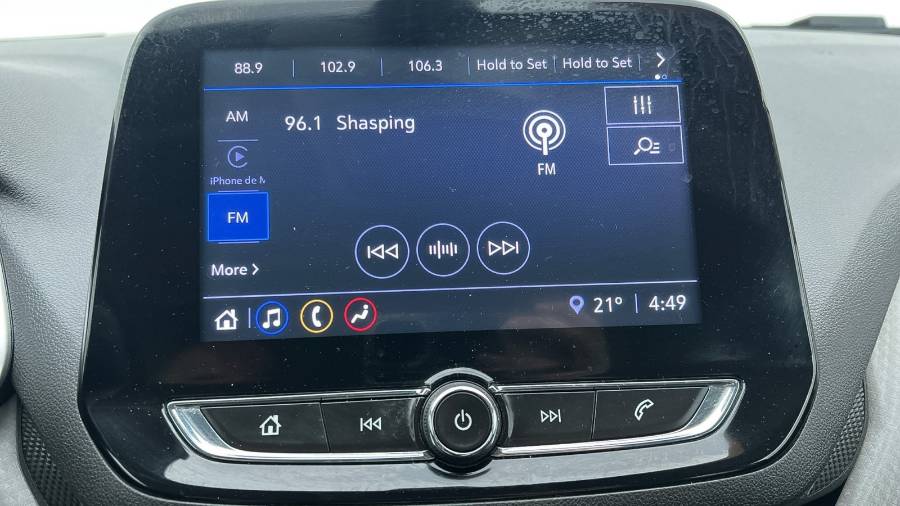 88.9 102.9 106.3 Hold to Set Hold to Set
AM
96.1 Shasping
FM
iPhone de M
FM
More
21° 4:49